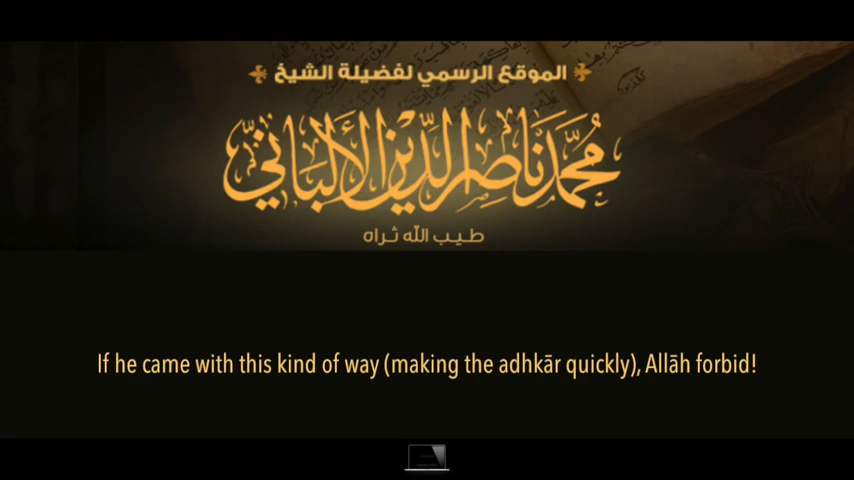 الموقع الرسمي لفضيلة الشيخ
محمد ناصر الدين الألباني
طيب الله ثراه
If he came with this kind of way (making the adhkār quickly), Allāh forbid!